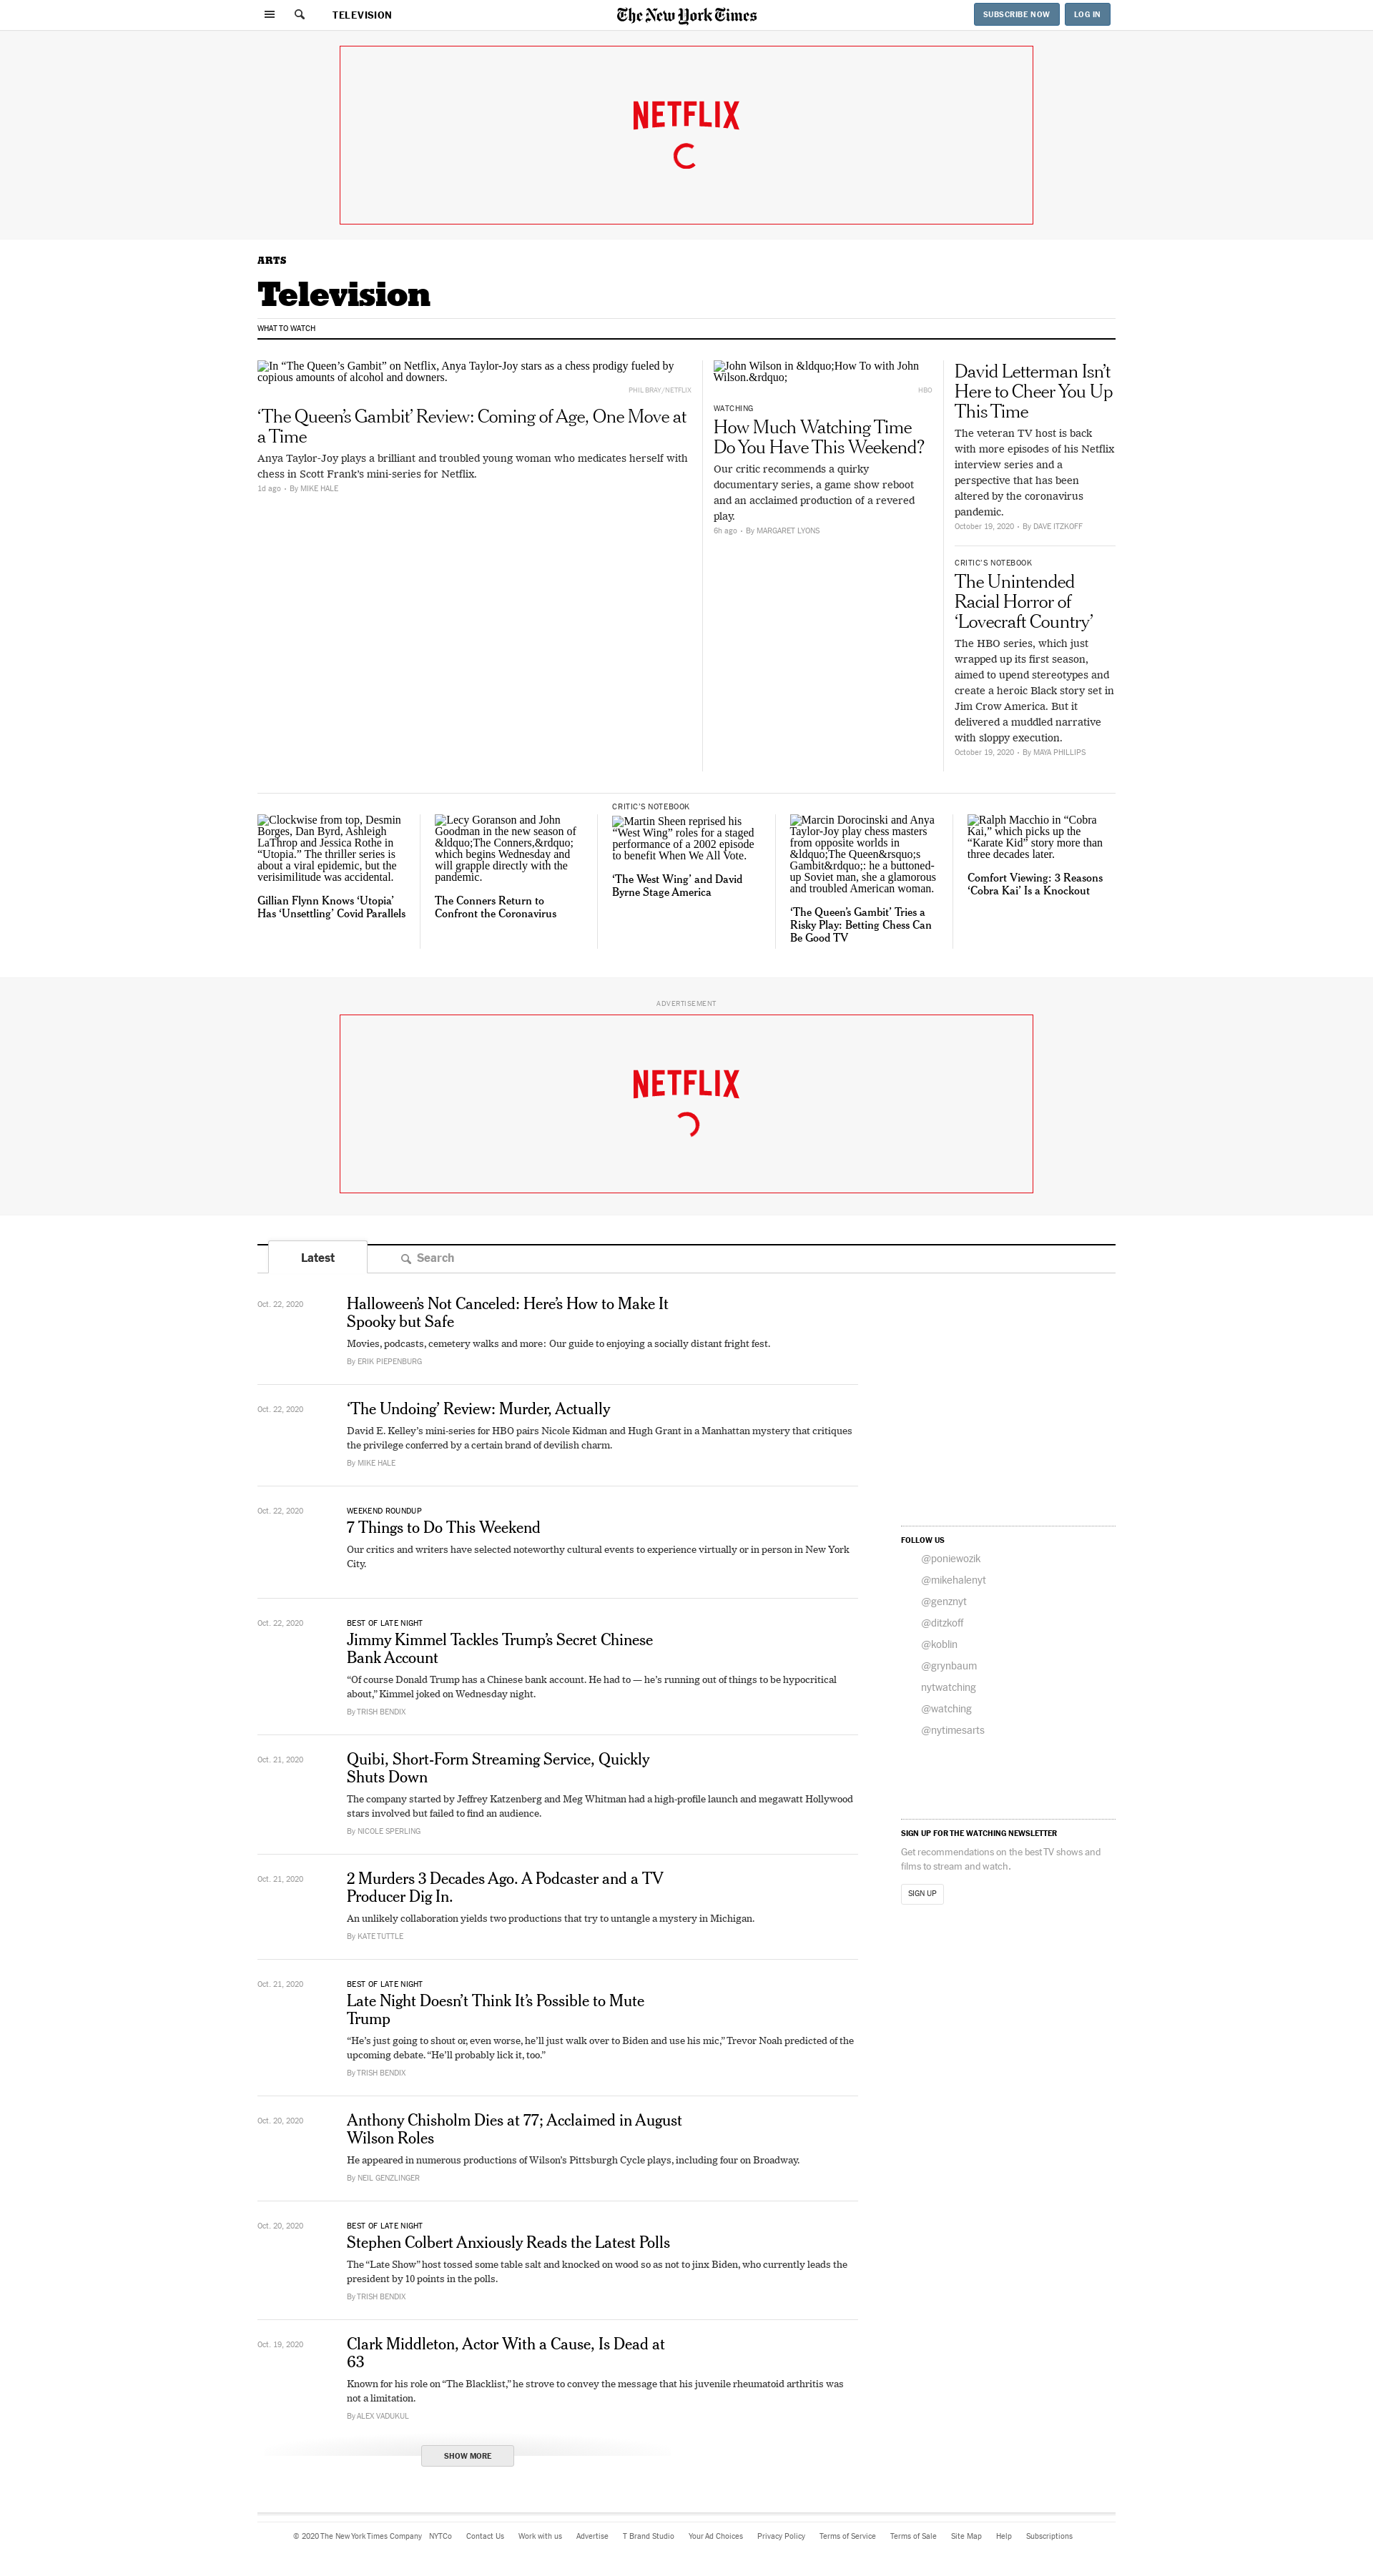 TELEVISION
The New York Times
SUBSCRIBE NOW
LOG IN
NETFLIX
ARTS
Television
WHAT TO WATCH
In “The Queen’s Gambit” on Netflix, Anya Taylor-Joy stars as a chess prodigy fueled by
copious amounts of alcohol and downers.
PHIL BRAY/NETFLIX
‘The Queen’s Gambit’ Review: Coming of Age, One Move at
a Time
Anya Taylor-Joy plays a brilliant and troubled young woman who medicates herself with
chess in Scott Frank’s mini-series for Netflix.
1d ago • By MIKE HALE
John Wilson in &ldquo;How To with John
Wilson.&rdquo;
HBO
WATCHING
How Much Watching Time
Do You Have This Weekend?
Our critic recommends a quirky
documentary series, a game show reboot
and an acclaimed production of a revered
play.
6h ago • By MARGARET LYONS
David Letterman Isn’t
Here to Cheer You Up
This Time
The veteran TV host is back
with more episodes of his Netflix
interview series and a
perspective that has been
altered by the coronavirus
pandemic.
October 19, 2020 • By DAVE ITZKOFF
CRITIC’S NOTEBOOK
The Unintended
Racial Horror of
‘Lovecraft Country’
The HBO series, which just
wrapped up its first season,
aimed to upend stereotypes and
create a heroic Black story set in
Jim Crow America. But it
delivered a muddled narrative
with sloppy execution.
October 19, 2020 • By MAYA PHILLIPS
Clockwise from top, Desmin
Borges, Dan Byrd, Ashleigh
LaThrop and Jessica Rothe in
“Utopia.” The thriller series is
about a viral epidemic, but the
verisimilitude was accidental.
Gillian Flynn Knows ‘Utopia’
Has ‘Unsettling’ Covid Parallels
Lecy Goranson and John
Goodman in the new season of
&ldquo;The Conners,&rdquo;
which begins Wednesday and
will grapple directly with the
pandemic.
The Conners Return to
Confront the Coronavirus
CRITIC’S NOTEBOOK
Martin Sheen reprised his
“West Wing” roles for a staged
performance of a 2002 episode
to benefit When We All Vote.
‘The West Wing’ and David
Byrne Stage America
Marcin Dorocinski and Anya
Taylor-Joy play chess masters
from opposite worlds in
&ldquo;The Queen&rsquo;s
Gambit&rdquo;: he a buttoned-
up Soviet man, she a glamorous
and troubled American woman.
‘The Queen’s Gambit’ Tries a
Risky Play: Betting Chess Can
Be Good TV
Ralph Macchio in “Cobra
Kai,” which picks up the
“Karate Kid” story more than
three decades later.
Comfort Viewing: 3 Reasons
‘Cobra Kai’ Is a Knockout
ADVERTISEMENT
NETFLIX
Latest
Search
Oct. 22, 2020
Halloween’s Not Canceled: Here’s How to Make It
Spooky but Safe
Movies, podcasts, cemetery walks and more: Our guide to enjoying a socially distant fright fest.
By ERIK PIEPENBURG
Oct. 22, 2020
‘The Undoing’ Review: Murder, Actually
David E. Kelley’s mini-series for HBO pairs Nicole Kidman and Hugh Grant in a Manhattan mystery that critiques
the privilege conferred by a certain brand of devilish charm.
By MIKE HALE
Oct. 22, 2020
WEEKEND ROUNDUP
7 Things to Do This Weekend
Our critics and writers have selected noteworthy cultural events to experience virtually or in person in New York
City.
Oct. 22, 2020
BEST OF LATE NIGHT
Jimmy Kimmel Tackles Trump’s Secret Chinese
Bank Account
“Of course Donald Trump has a Chinese bank account. He had to — he’s running out of things to be hypocritical
about,” Kimmel joked on Wednesday night.
By TRISH BENDIX
Oct. 21, 2020
Quibi, Short-Form Streaming Service, Quickly
Shuts Down
The company started by Jeffrey Katzenberg and Meg Whitman had a high-profile launch and megawatt Hollywood
stars involved but failed to find an audience.
By NICOLE SPERLING
Oct. 21, 2020
2 Murders 3 Decades Ago. A Podcaster and a TV
Producer Dig In.
An unlikely collaboration yields two productions that try to untangle a mystery in Michigan.
By KATE TUTTLE
Oct. 21, 2020
BEST OF LATE NIGHT
Late Night Doesn’t Think It’s Possible to Mute
Trump
“He’s just going to shout or, even worse, he’ll just walk over to Biden and use his mic,” Trevor Noah predicted of the
upcoming debate. “He’ll probably lick it, too.”
By TRISH BENDIX
Oct. 20, 2020
Anthony Chisholm Dies at 77; Acclaimed in August
Wilson Roles
He appeared in numerous productions of Wilson’s Pittsburgh Cycle plays, including four on Broadway.
By NEIL GENZLINGER
Oct. 20, 2020
BEST OF LATE NIGHT
Stephen Colbert Anxiously Reads the Latest Polls
The “Late Show” host tossed some table salt and knocked on wood so as not to jinx Biden, who currently leads the
president by 10 points in the polls.
By TRISH BENDIX
Oct. 19, 2020
Clark Middleton, Actor With a Cause, Is Dead at
63
Known for his role on “The Blacklist,” he strove to convey the message that his juvenile rheumatoid arthritis was
not a limitation.
By ALEX VADUKUL
SHOW MORE
FOLLOW US
@poniewozik
@mikehalenyt
@genznyt
@ditzkoff
@koblin
@grynbaum
nytwatching
@watching
@nytimesarts
SIGN UP FOR THE WATCHING NEWSLETTER
Get recommendations on the best TV shows and
films to stream and watch.
SIGN UP
© 2020 The New York Times Company NYTCo Contact Us Work with us Advertise T Brand Studio Your Ad Choices Privacy Policy Terms of Service Terms of Sale Site Map Help Subscriptions